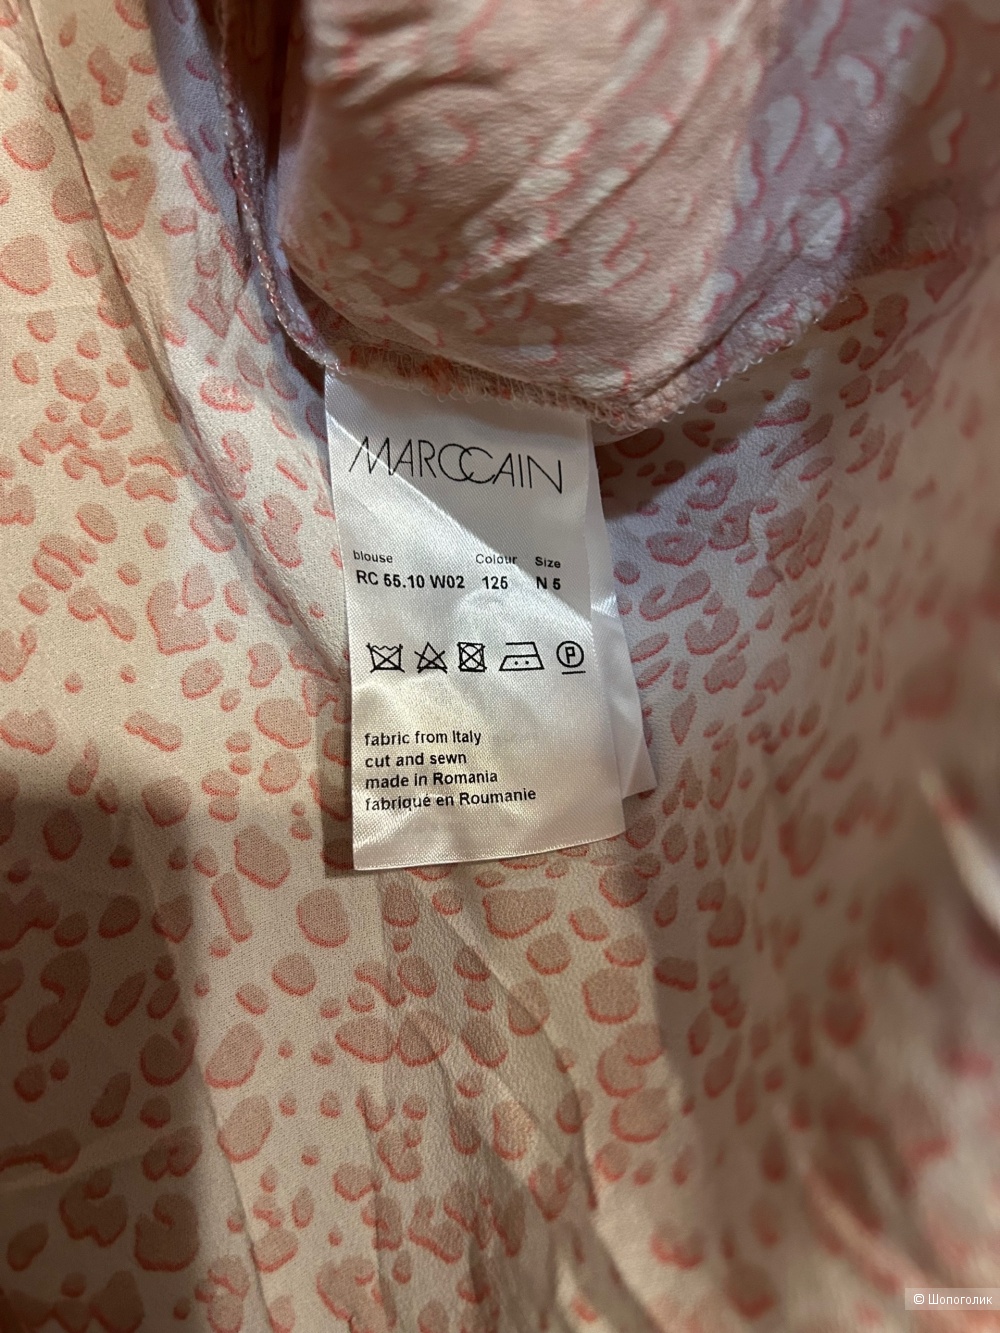 MARCCAIN
blouse Colour Size
RC 55.10 W02 125 N 5
P
fabric from Italy
cut and sewn
made in Romania
fabriqué en Roumanie
© Шопоголик